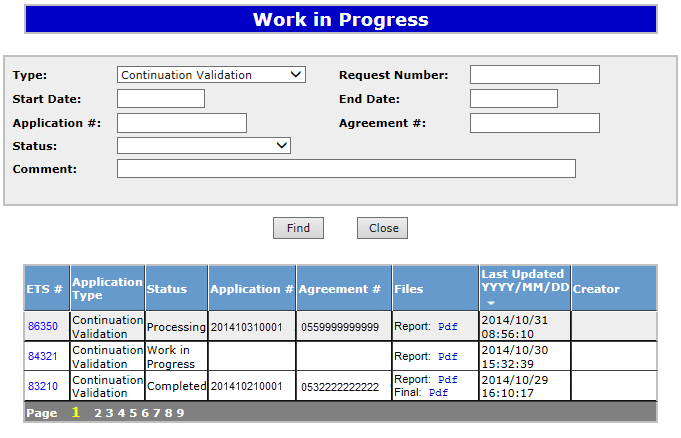 Work in Progress
Type: Continuation Validation Request Number:
Start Date: End Date:
Application #: Agreement #:
Status:
Comment:
Find Close
ETS # Application Type Status Application # Agreement # Files Last Updated YYYY/MM/DD Creator
86350 Continuation Validation Processing 201410310001 0559999999999 Report: Pdf 2014/10/31 08:56:10
84321 Continuation Validation Work in Progress Report: Pdf 2014/10/30 15:32:39
83210 Continuation Validation Completed 201410210001 0532222222222 Report: Pdf Final: Pdf 2014/10/29 16:10:17
Page 1 2 3 4 5 6 7 8 9